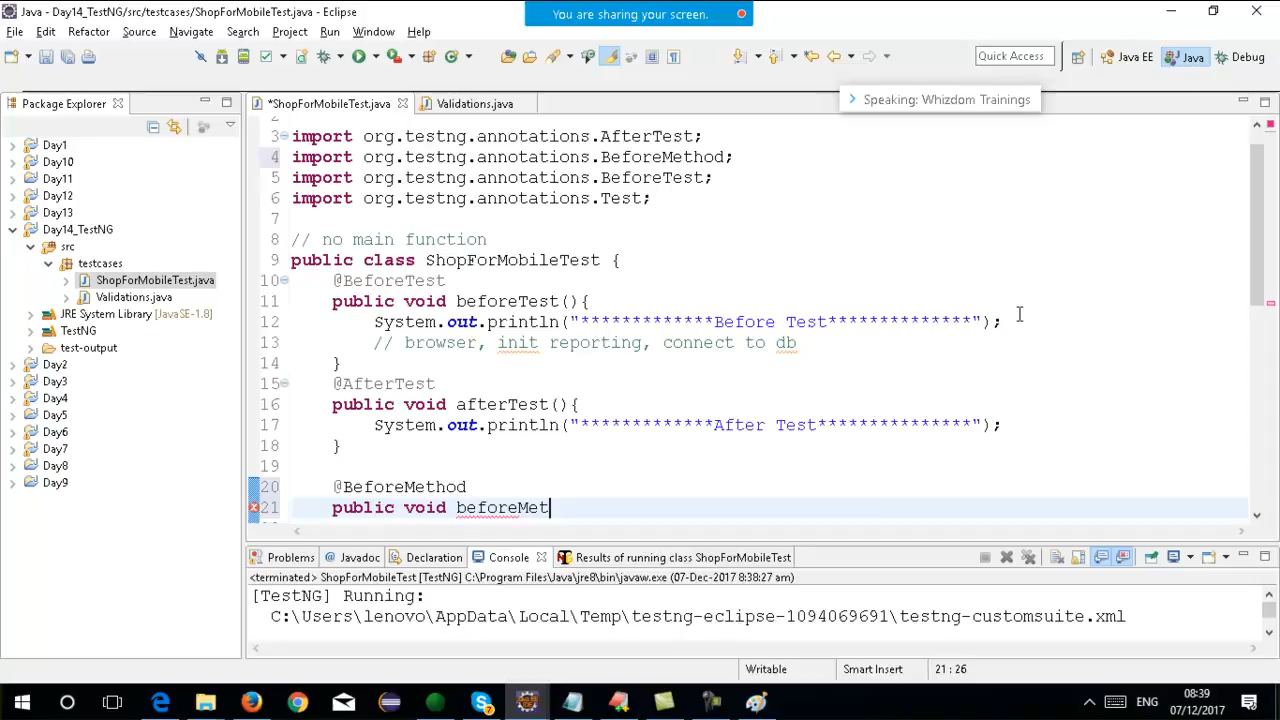 Java - Day14_TestNG/src/testcases/ShopForMobileTest.java - Eclipse
You are sharing your screen.
File Edit Refactor Source Navigate Search Project Run Window Help
Quick Access
Java EE
Java
Debug
Speaking: Whizdom Trainings
Package Explorer
*ShopForMobileTest.java
Validations.java
Day1
Day10
Day11
Day12
Day13
Day14_TestNG
src
testcases
ShopForMobileTest.java
Validations.java
JRE System Library [JavaSE-1.8]
TestNG
test-output
Day2
Day3
Day4
Day5
Day6
Day7
Day8
Day9
2
3 import org.testng.annotations.AfterTest;
4 import org.testng.annotations.BeforeMethod;
5 import org.testng.annotations.BeforeTest;
6 import org.testng.annotations.Test;
7
8 // no main function
9 public class ShopForMobileTest {
10 @BeforeTest
11 public void beforeTest(){
12 System.out.println("*************Before Test**************");
13 // browser, init reporting, connect to db
14 }
15 @AfterTest
16 public void afterTest(){
17 System.out.println("*************After Test***************");
18 }
19
20 @BeforeMethod
21 public void beforeMet
Problems
Javadoc
Declaration
Console
Results of running class ShopForMobileTest
<terminated> ShopForMobileTest [TestNG] C:\Program Files\Java\jre8\bin\javaw.exe (07-Dec-2017 8:38:27 am)
[TestNG] Running:
C:\Users\lenovo\AppData\Local\Temp\testng-eclipse-1094069691\testng-customsuite.xml
Writable
Smart Insert
21 : 26
ENG
08:39
07/12/2017